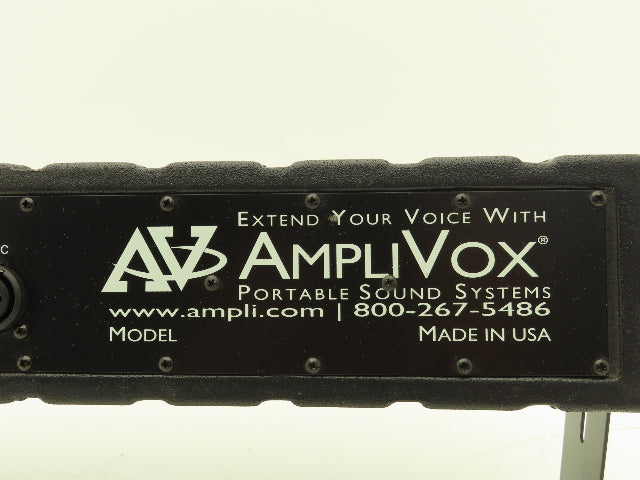 C
EXTEND YOUR VOICE WITH
AV AMPLIVOX®
PORTABLE SOUND SYSTEMS
www.ampli.com | 800-267-5486
MODEL MADE IN USA